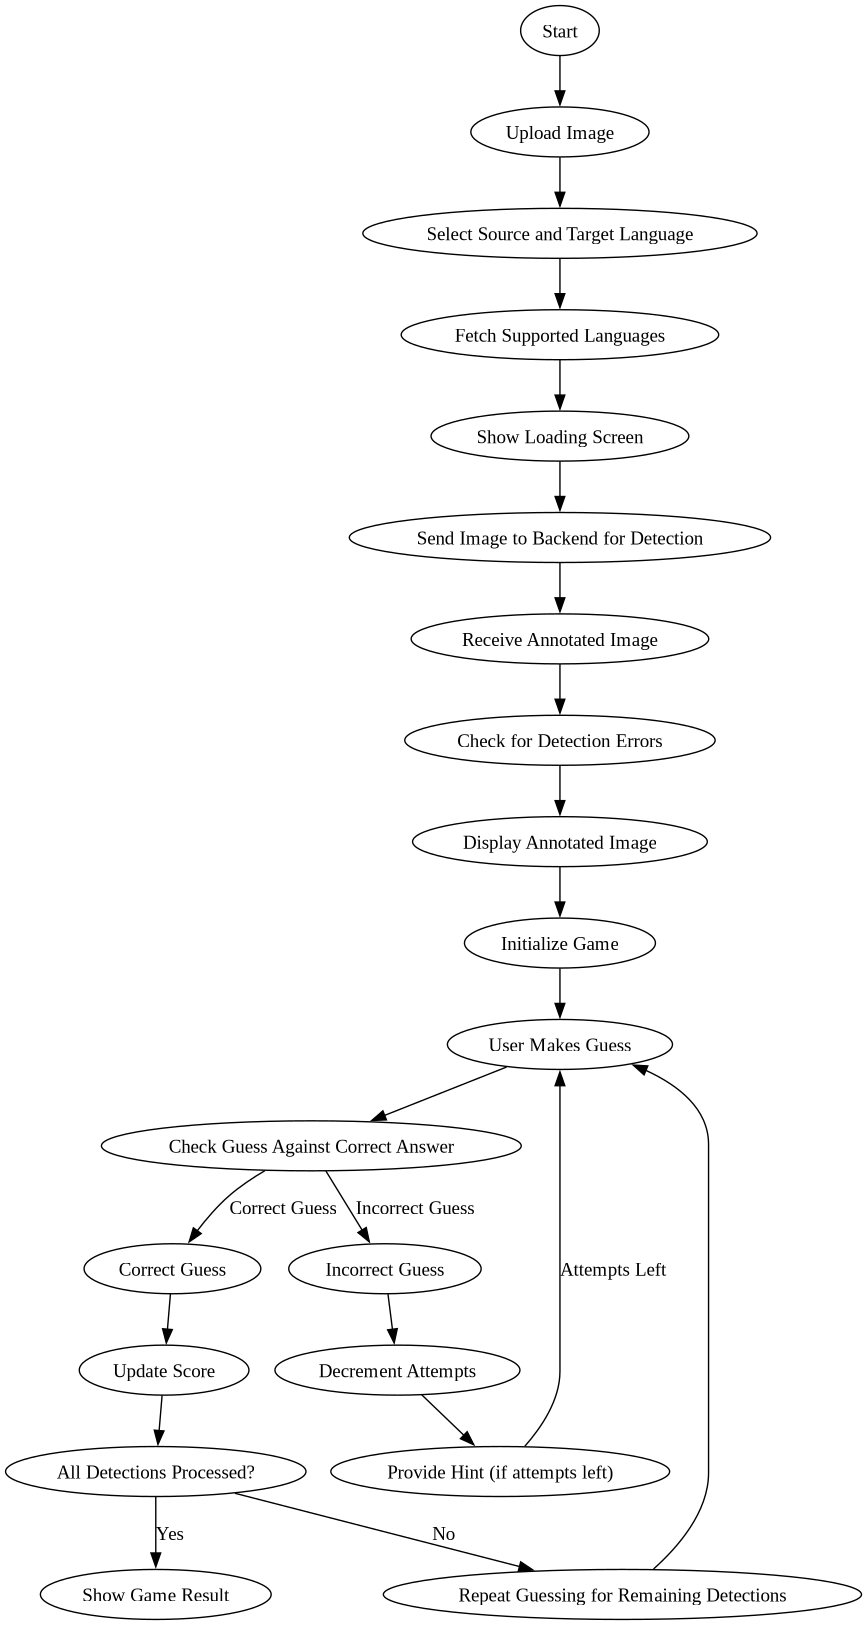 Start
Upload Image
Select Source and Target Language
Fetch Supported Languages
Show Loading Screen
Send Image to Backend for Detection
Receive Annotated Image
Check for Detection Errors
Display Annotated Image
Initialize Game
User Makes Guess
Check Guess Against Correct Answer
Correct Guess
Incorrect Guess
Correct Guess
Incorrect Guess
Attempts Left
Update Score
Decrement Attempts
All Detections Processed?
Provide Hint (if attempts left)
Yes
No
Show Game Result
Repeat Guessing for Remaining Detections